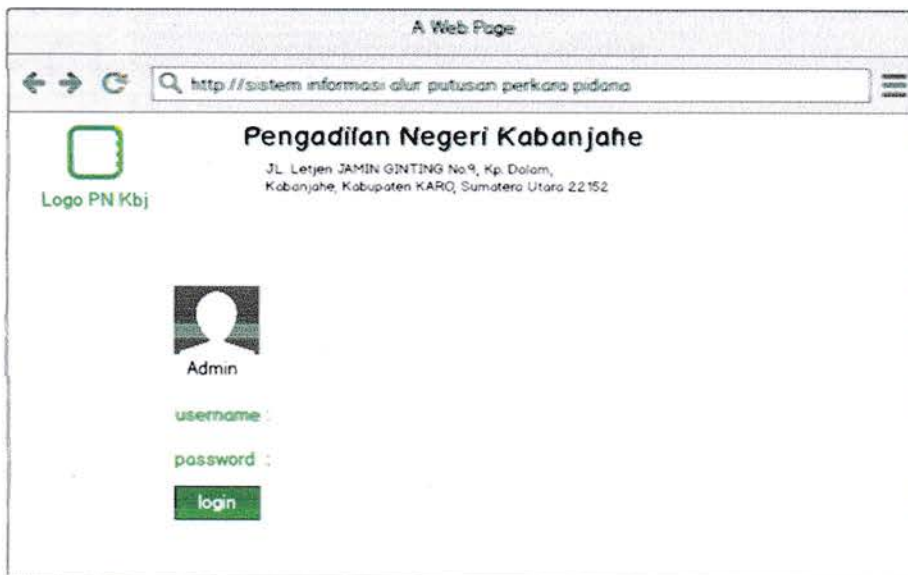 A Web Page
http://sistem informasi alur putusan perkara pidana
Pengadilan Negeri Kabanjahe
JL. Letjen JAMIN GINTING No.9, Kp. Dalam,
Kabanjahe, Kabupaten KARO, Sumatera Utara 22152
Logo PN Kbj
Admin
username :
password :
login